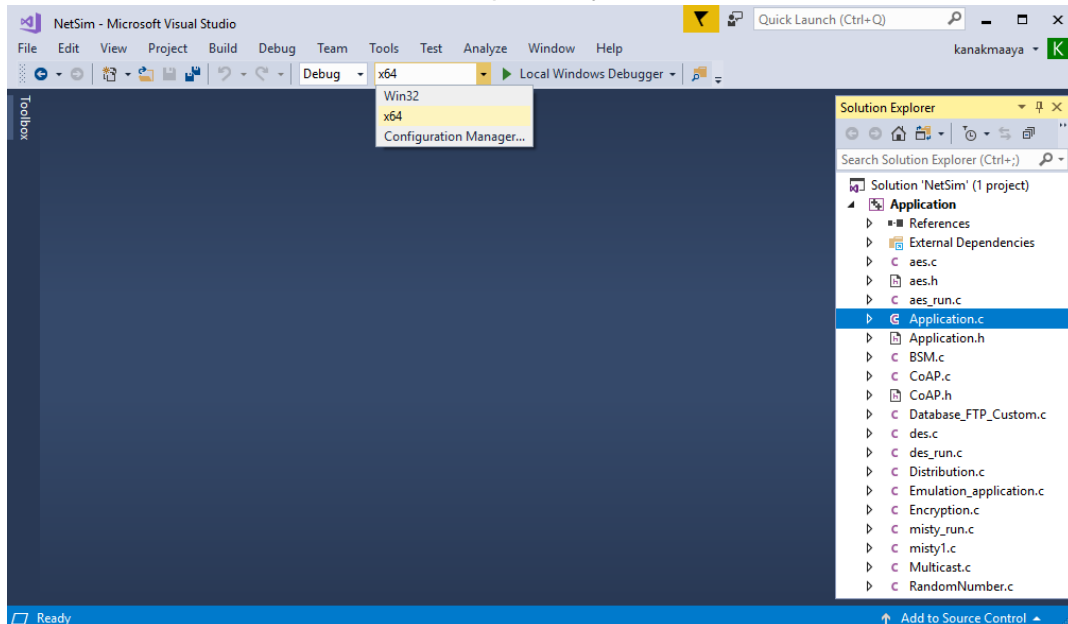 NetSim - Microsoft Visual Studio
Quick Launch (Ctrl+Q)
File Edit View Project Build Debug Team Tools Test Analyze Window Help
kanakmaaya K
Debug x64 Local Windows Debugger
Win32
x64
Configuration Manager...
Toolbox
Solution Explorer
Search Solution Explorer (Ctrl+;)
Solution 'NetSim' (1 project)
Application
References
External Dependencies
aes.c
aes.h
aes_run.c
Application.c
Application.h
BSM.c
CoAP.c
CoAP.h
Database_FTP_Custom.c
des.c
des_run.c
Distribution.c
Emulation_application.c
Encryption.c
misty_run.c
misty1.c
Multicast.c
RandomNumber.c
Ready
Add to Source Control